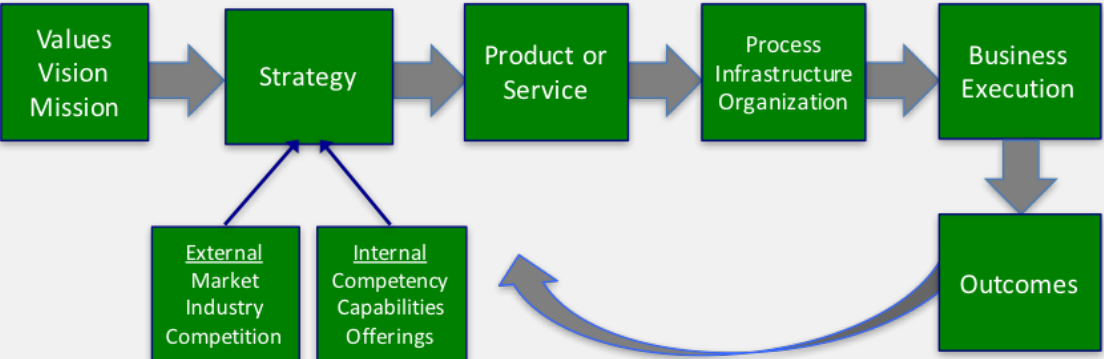 Values
Vision
Mission
Strategy
Product or
Service
Process
Infrastructure
Organization
Business
Execution
External
Market
Industry
Competition
Internal
Competency
Capabilities
Offerings
Outcomes